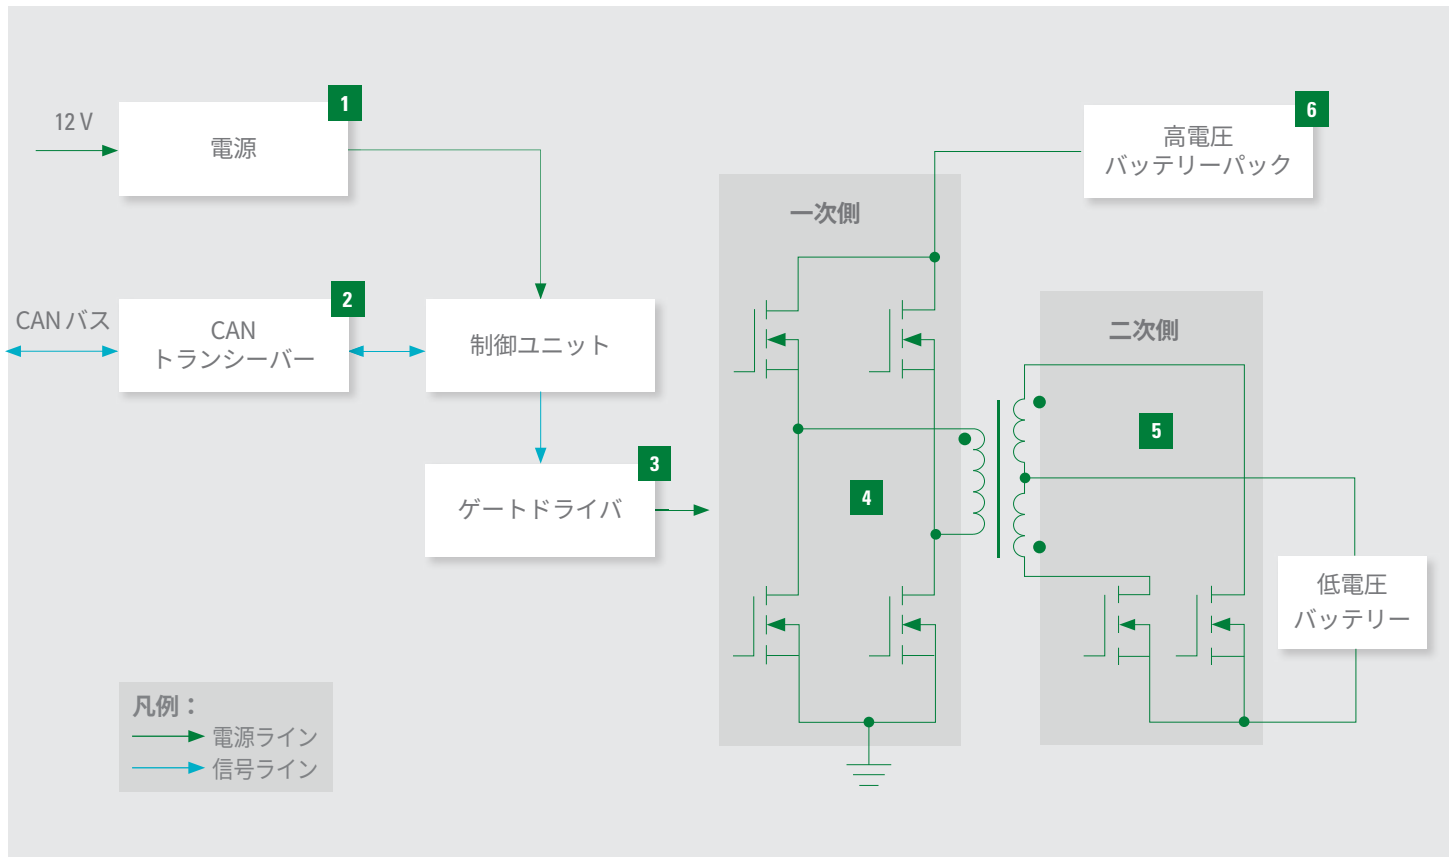 12 V
電源
1
CAN バス
CAN
トランシーバー
2
制御ユニット
ゲートドライバ
3
一次側
4
二次側
5
高電圧
バッテリーパック
6
低電圧
バッテリー
凡例：
電源ライン
信号ライン